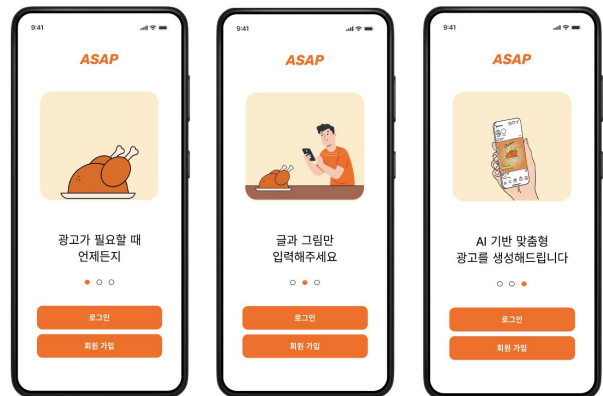 9:41
ASAP
광고가 필요할 때
언제든지
로그인
회원 가입
9:41
ASAP
글과 그림만
입력해주세요
로그인
회원 가입
9:41
ASAP
AI 기반 맞춤형
광고를 생성해드립니다
로그인
회원 가입